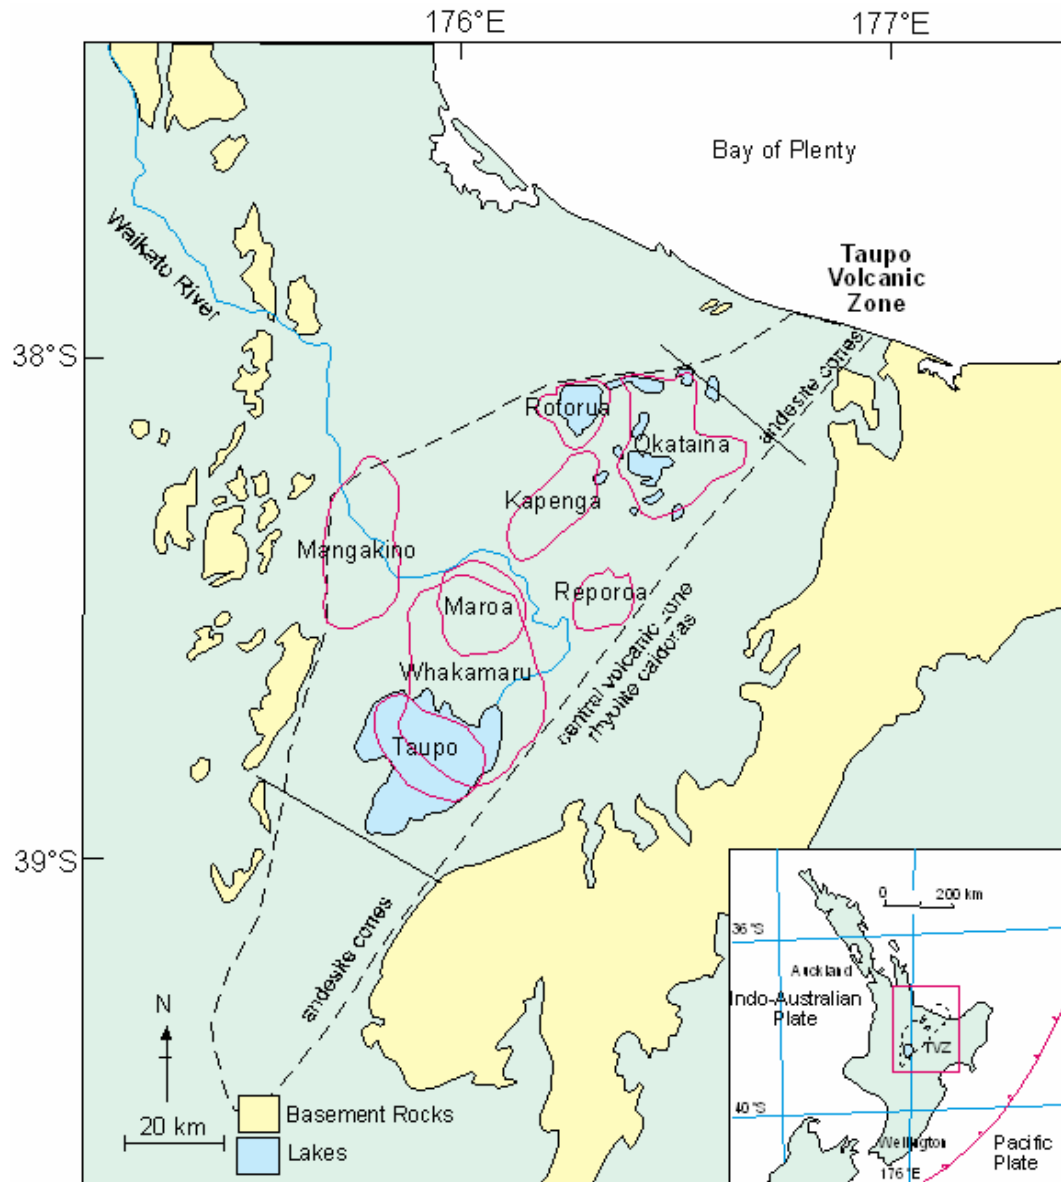 176°E
177°E
Bay of Plenty
Taupo
Volcanic
Zone
Waikato River
38°S
andesite cones
Rotorua
Okataina
Kapenga
Mangakino
Reporoa
Maroa
central volcanic zone
rhyolite caldoras
Whakamaru
Taupo
39°S
andesite cones
N
20 km
Basement Rocks
Lakes
0 200 km
36 °S
Auckland
Indo-Australian
Plate
TVZ
40 °S
Wellington
176°E
Pacific
Plate